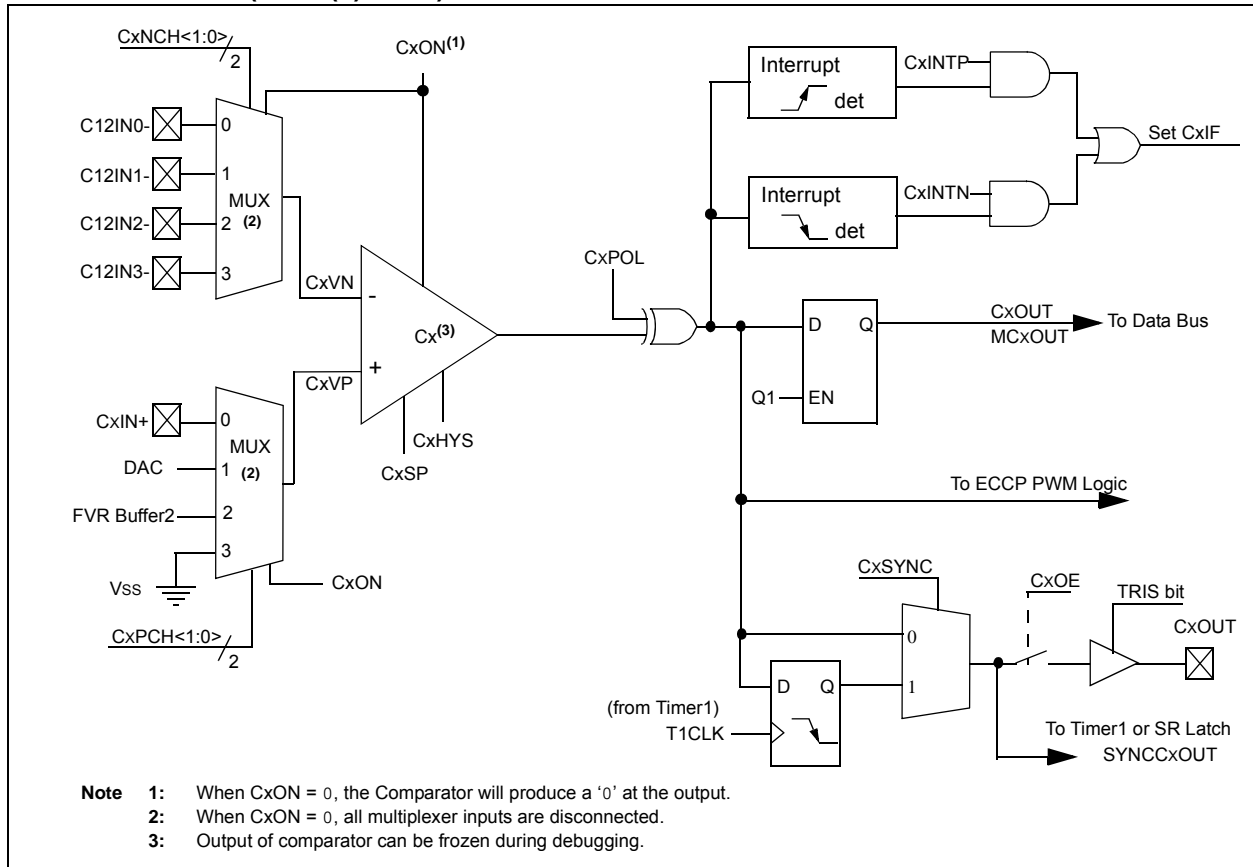 CxNCH<1:0>
2
CxON(1)
C12IN0-
C12IN1-
C12IN2-
C12IN3-
0
1
MUX
(2)
2
3
CxVN
-
Cx(3)
+
CxVP
CxIN+
DAC
FVR Buffer2
VSS
0
MUX
1
(2)
2
3
CxON
CxPCH<1:0>
2
CxHYS
CxSP
CxPOL
Interrupt
det
CxINTP
Interrupt
det
CxINTN
Set CxIF
D
Q
Q1
EN
CxOUT
MCxOUT
To Data Bus
To ECCP PWM Logic
CxSYNC
0
1
D
Q
(from Timer1)
T1CLK
CxOE
TRIS bit
CxOUT
To Timer1 or SR Latch
SYNCCxOUT
Note 1: When CxON = 0, the Comparator will produce a ‘0’ at the output.
2: When CxON = 0, all multiplexer inputs are disconnected.
3: Output of comparator can be frozen during debugging.